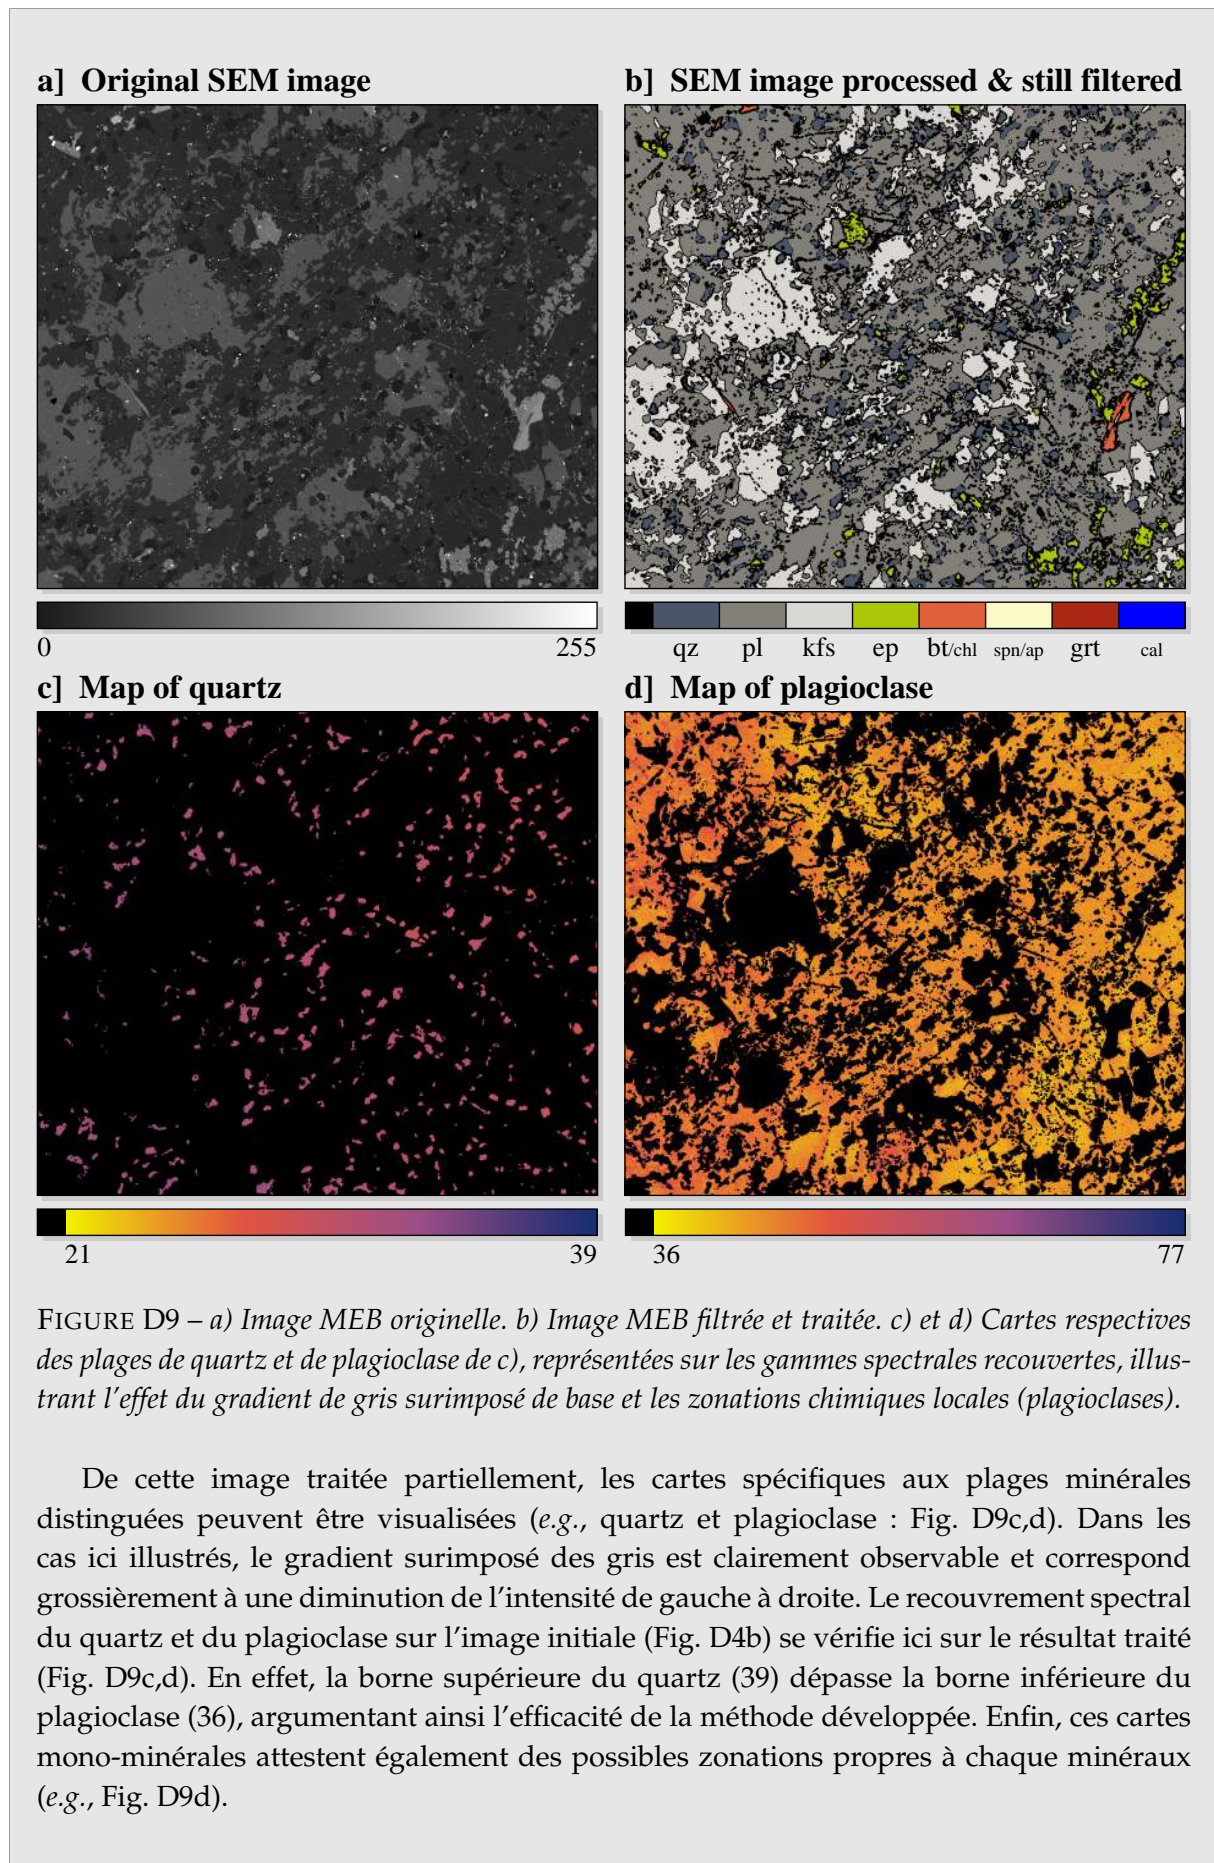 a] Original SEM image
b] SEM image processed & still filtered
0 255
qz pl kfs ep bt/chl spn/ap grt cal
c] Map of quartz
d] Map of plagioclase
21 39
36 77
FIGURE D9 – a) Image MEB originelle. b) Image MEB filtrée et traitée. c) et d) Cartes respectives
des plages de quartz et de plagioclase de c), représentées sur les gammes spectrales recouvertes, illus-
trant l'effet du gradient de gris surimposé de base et les zonations chimiques locales (plagioclases).
De cette image traitée partiellement, les cartes spécifiques aux plages minérales
distinguées peuvent être visualisées (e.g., quartz et plagioclase : Fig. D9c,d). Dans les
cas ici illustrés, le gradient surimposé des gris est clairement observable et correspond
grossièrement à une diminution de l'intensité de gauche à droite. Le recouvrement spectral
du quartz et du plagioclase sur l'image initiale (Fig. D4b) se vérifie ici sur le résultat traité
(Fig. D9c,d). En effet, la borne supérieure du quartz (39) dépasse la borne inférieure du
plagioclase (36), argumentant ainsi l'efficacité de la méthode développée. Enfin, ces cartes
mono-minérales attestent également des possibles zonations propres à chaque minéraux
(e.g., Fig. D9d).